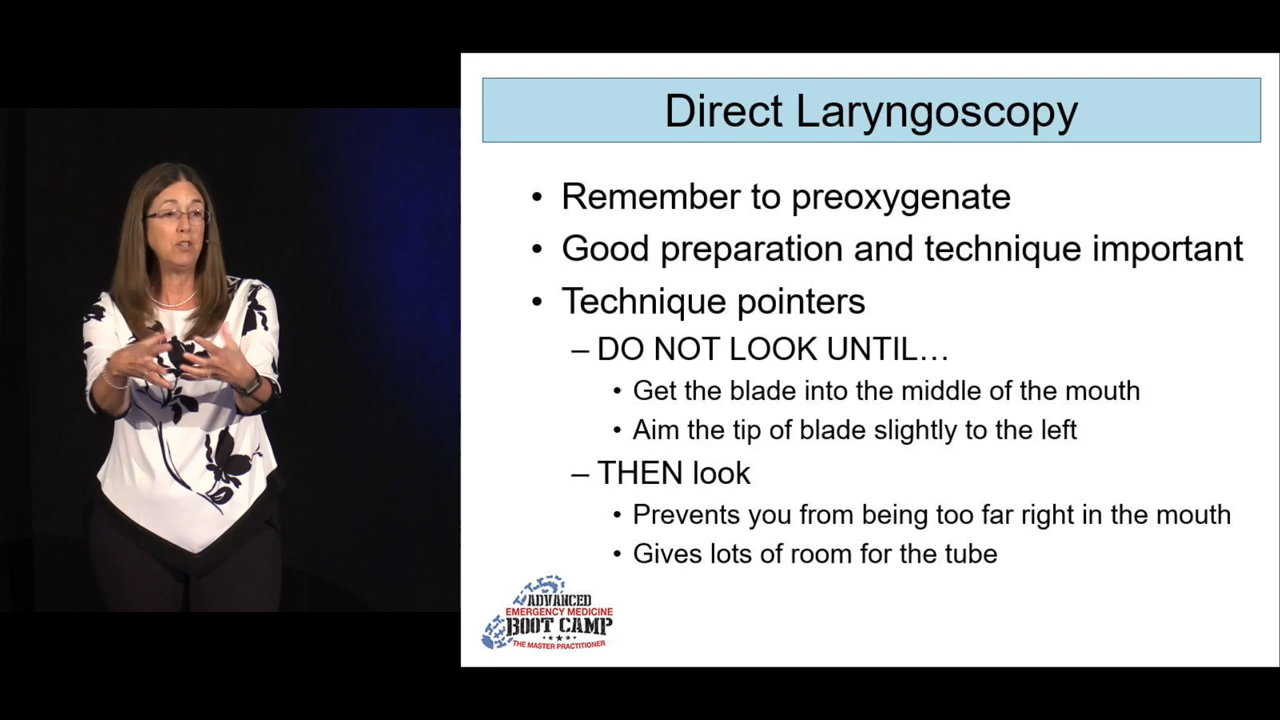 Direct Laryngoscopy
• Remember to preoxygenate
• Good preparation and technique important
• Technique pointers
– DO NOT LOOK UNTIL…
• Get the blade into the middle of the mouth
• Aim the tip of blade slightly to the left
– THEN look
• Prevents you from being too far right in the mouth
• Gives lots of room for the tube
ADVANCED
EMERGENCY MEDICINE
BOOT CAMP
THE MASTER PRACTITIONER